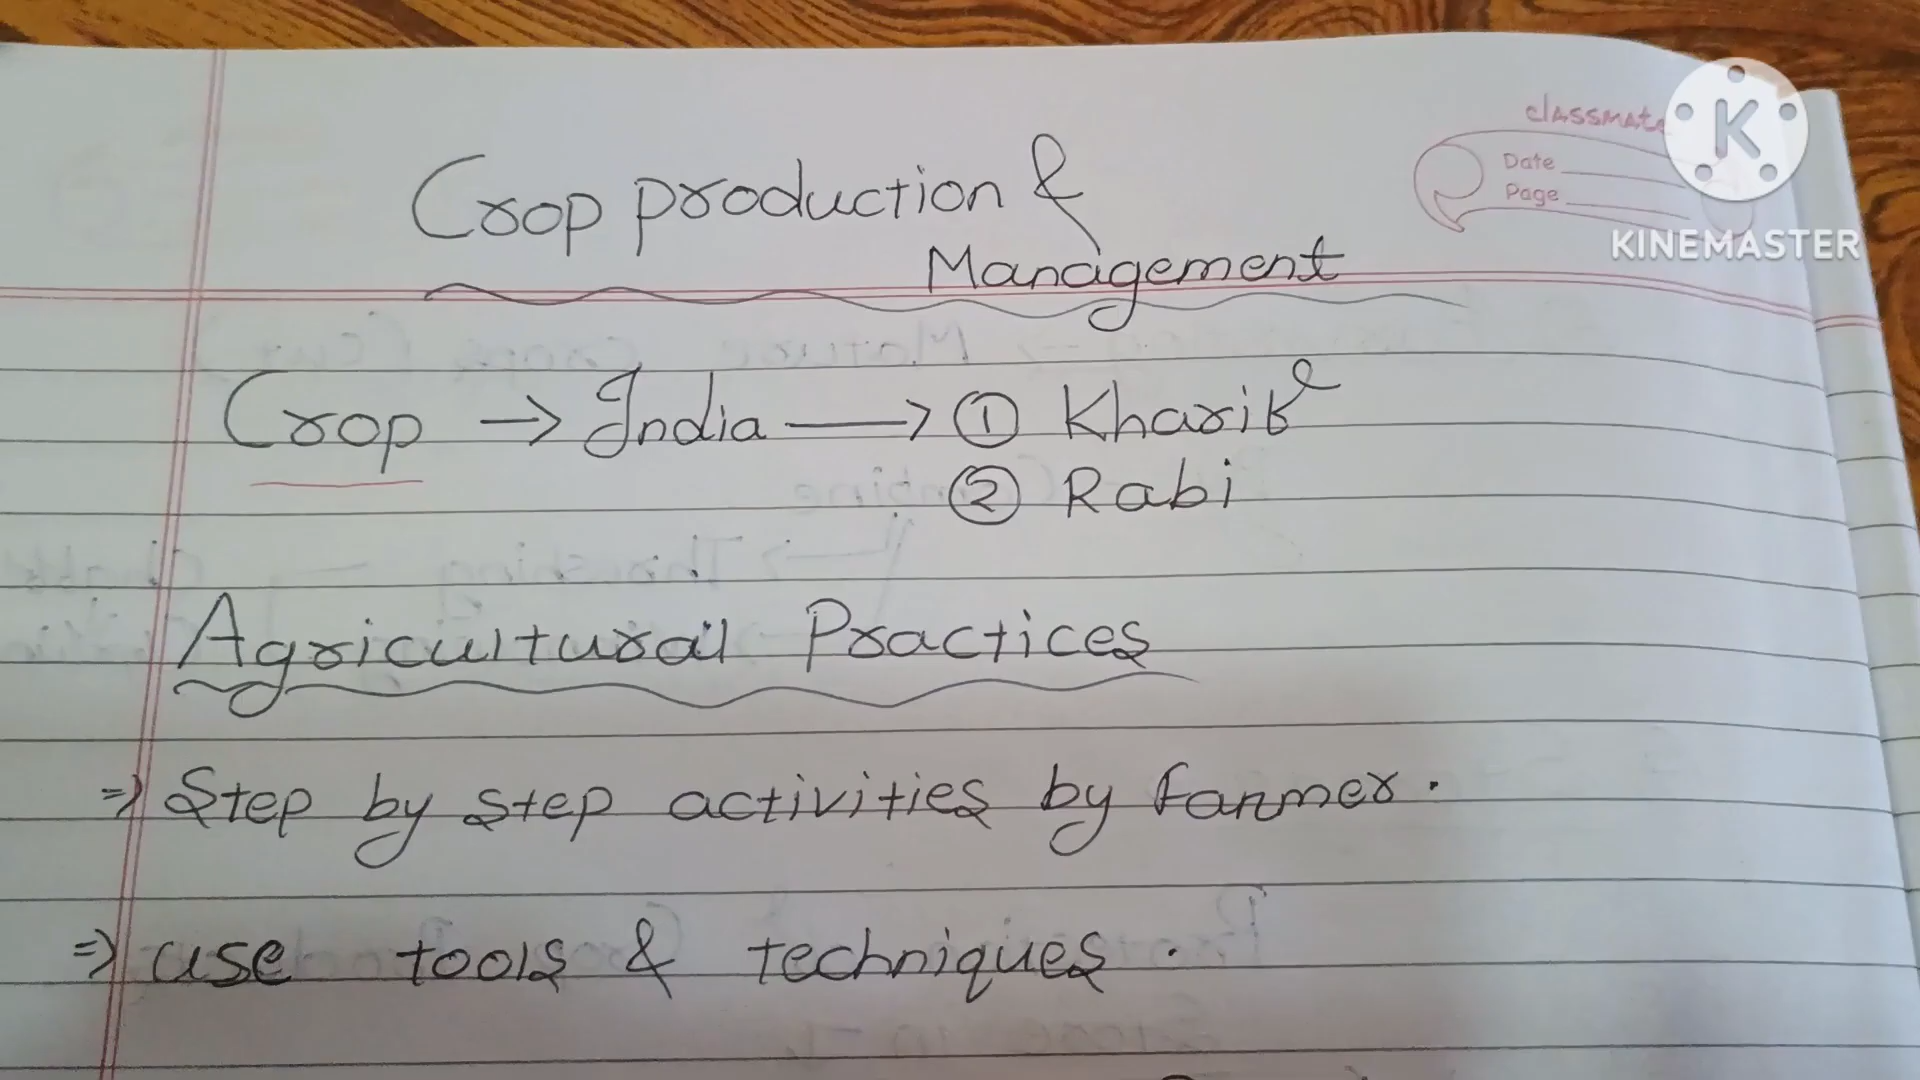 classmate
Date
Page
KINEMASTER
Crop production &
Management
Crop → India → ① Kharif
② Rabi
Agricultural Practices
⇒ Step by step activities by farmer.
⇒ use tools & techniques.